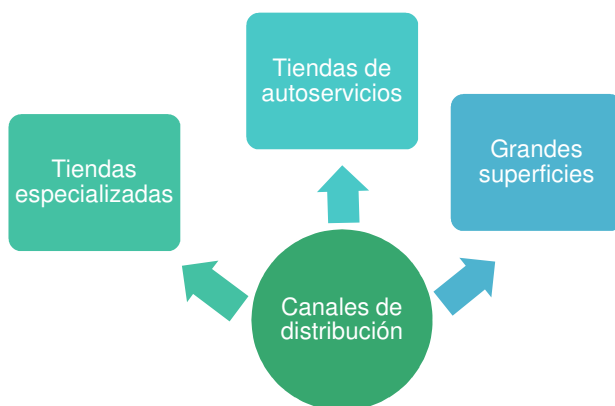 Tiendas de
autoservicios
Tiendas
especializadas
Grandes
superficies
Canales de
distribución